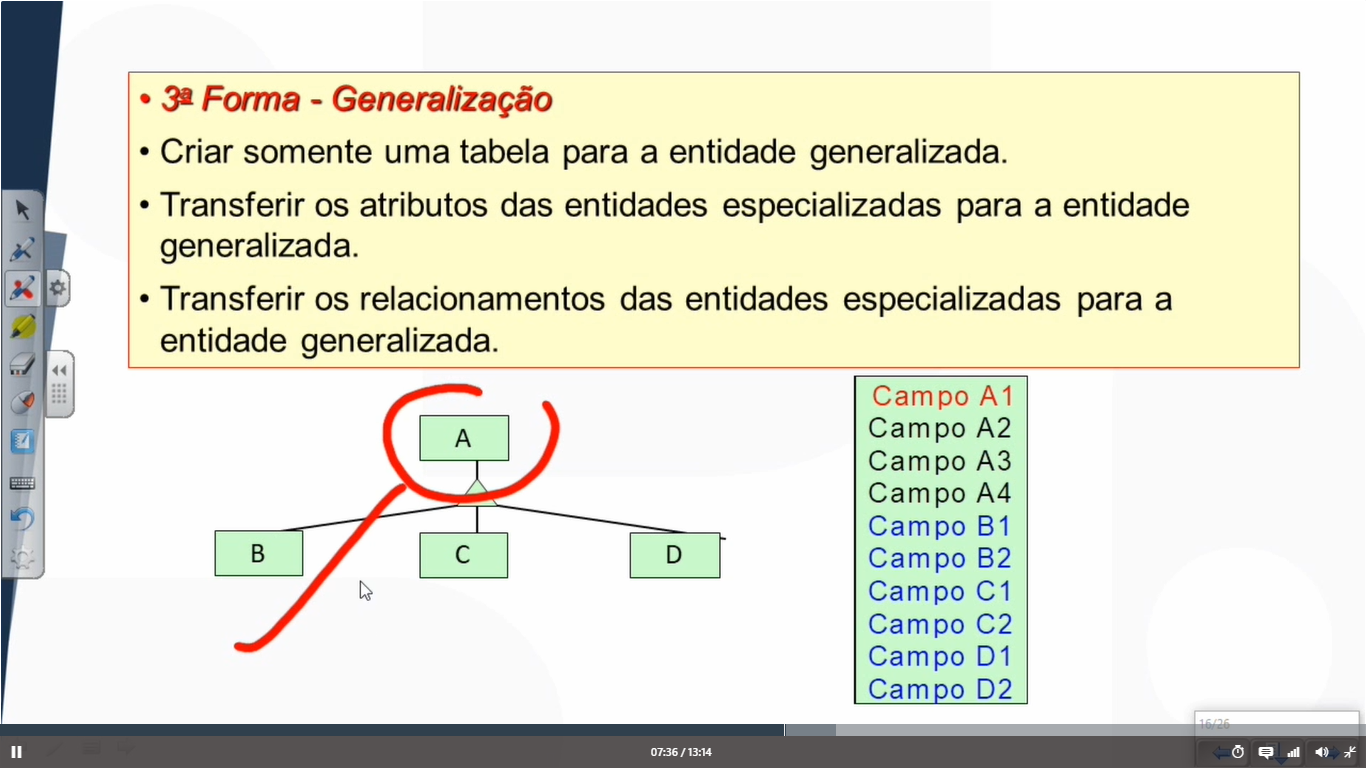 • 3ª Forma - Generalização
• Criar somente uma tabela para a entidade generalizada.
• Transferir os atributos das entidades especializadas para a entidade
generalizada.
• Transferir os relacionamentos das entidades especializadas para a
entidade generalizada.
A
B
C
D
Campo A1
Campo A2
Campo A3
Campo A4
Campo B1
Campo B2
Campo C1
Campo C2
Campo D1
Campo D2
16/26
07:36 / 13:14